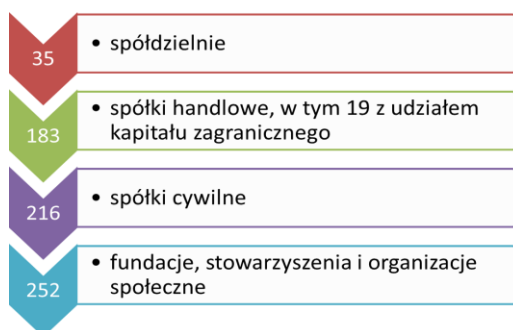 35
• spółdzielnie
183
• spółki handlowe, w tym 19 z udziałem
kapitału zagranicznego
216
• spółki cywilne
252
• fundacje, stowarzyszenia i organizacje
społeczne